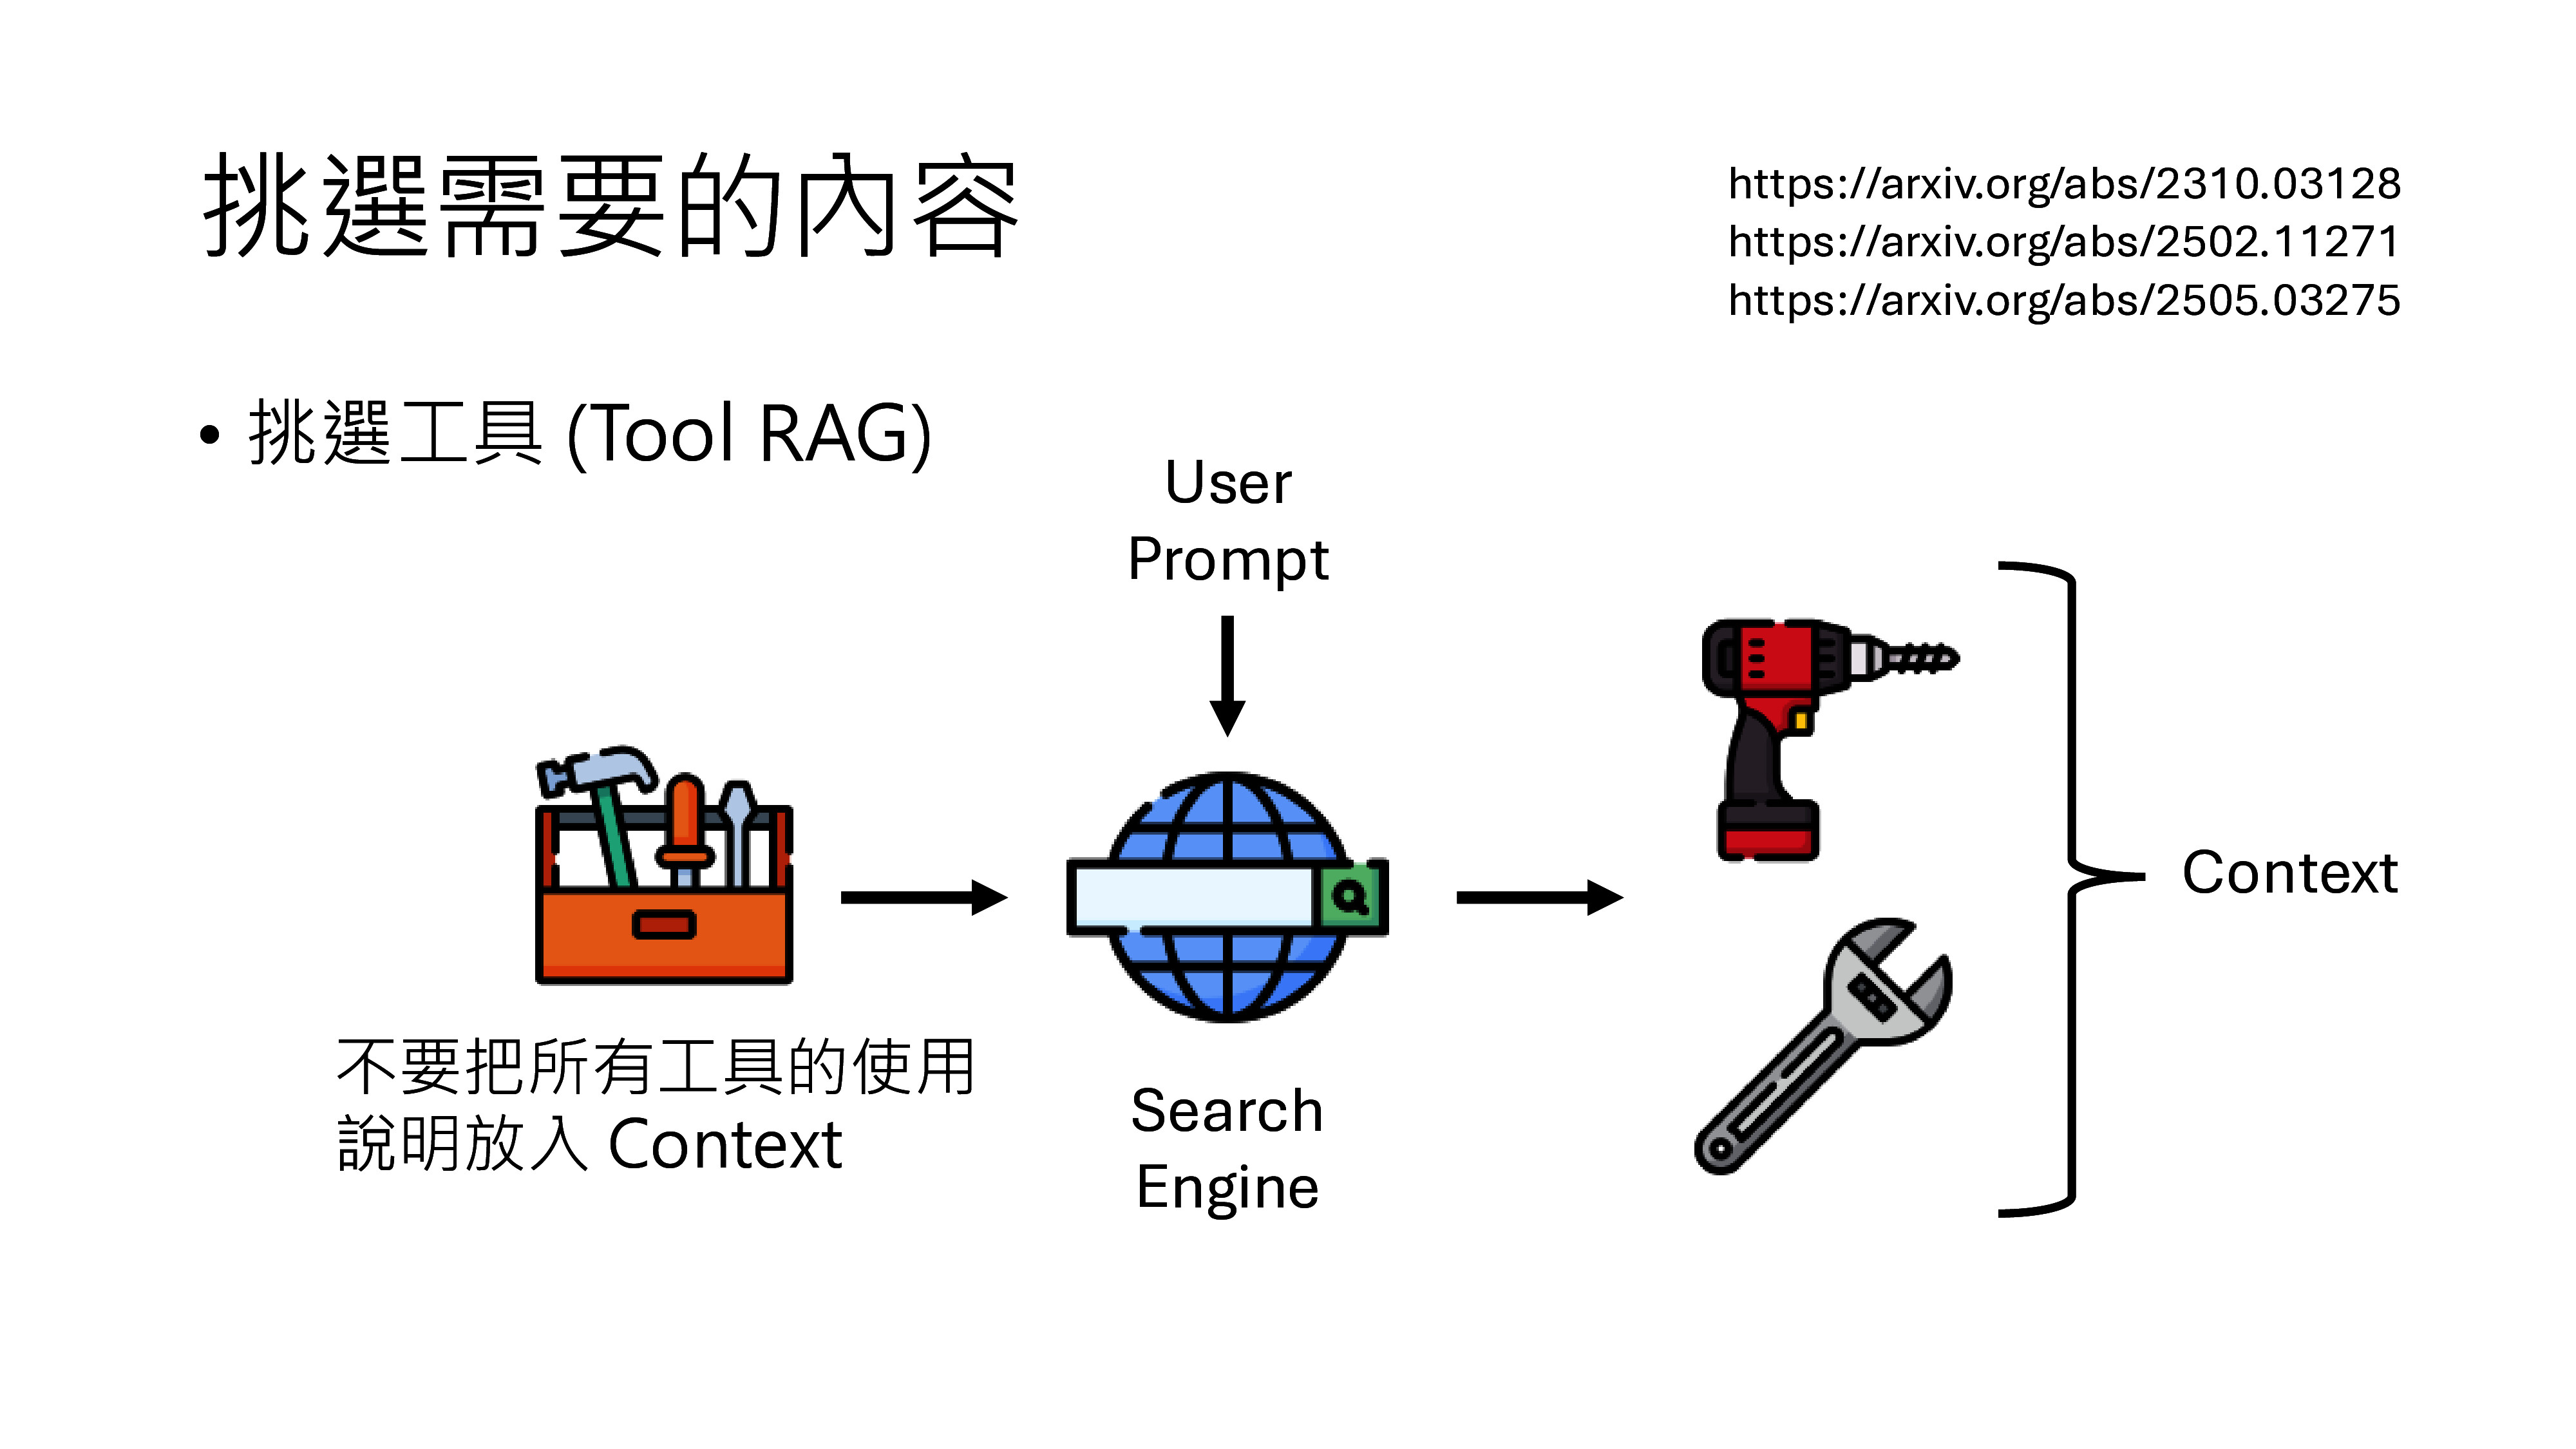 挑選需要的內容
https://arxiv.org/abs/2310.03128
https://arxiv.org/abs/2502.11271
https://arxiv.org/abs/2505.03275
• 挑選工具 (Tool RAG)
User
Prompt
不要把所有工具的使用
說明放入 Context
Search
Engine
Context